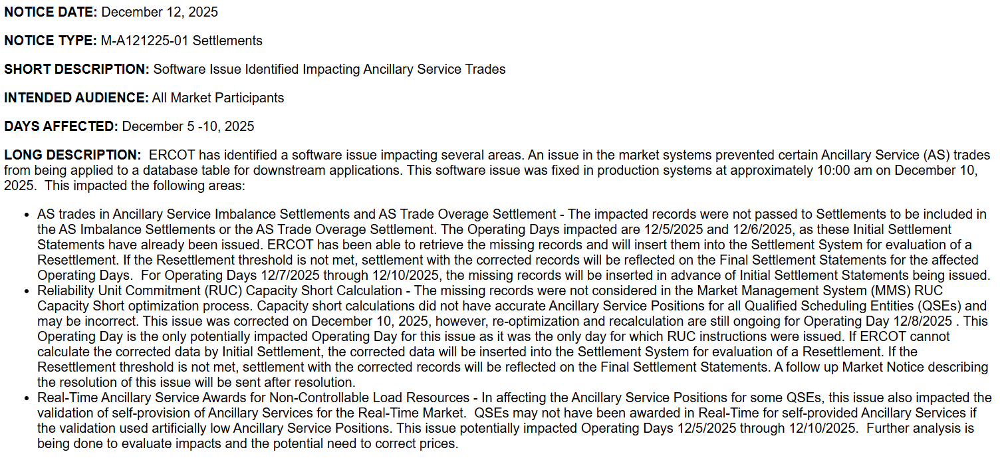 NOTICE DATE: December 12, 2025
NOTICE TYPE: M-A121225-01 Settlements
SHORT DESCRIPTION: Software Issue Identified Impacting Ancillary Service Trades
INTENDED AUDIENCE: All Market Participants
DAYS AFFECTED: December 5 -10, 2025
LONG DESCRIPTION:  ERCOT has identified a software issue impacting several areas. An issue in the market systems prevented certain Ancillary Service (AS) trades
from being applied to a database table for downstream applications. This software issue was fixed in production systems at approximately 10:00 am on December 10,
2025.  This impacted the following areas:
• AS trades in Ancillary Service Imbalance Settlements and AS Trade Overage Settlement - The impacted records were not passed to Settlements to be included in
the AS Imbalance Settlements or the AS Trade Overage Settlement. The Operating Days impacted are 12/5/2025 and 12/6/2025, as these Initial Settlement
Statements have already been issued. ERCOT has been able to retrieve the missing records and will insert them into the Settlement System for evaluation of a
Resettlement. If the Resettlement threshold is not met, settlement with the corrected records will be reflected on the Final Settlement Statements for the affected
Operating Days.  For Operating Days 12/7/2025 through 12/10/2025, the missing records will be inserted in advance of Initial Settlement Statements being issued.
• Reliability Unit Commitment (RUC) Capacity Short Calculation - The missing records were not considered in the Market Management System (MMS) RUC
Capacity Short optimization process. Capacity short calculations did not have accurate Ancillary Service Positions for all Qualified Scheduling Entities (QSEs) and
may be incorrect. This issue was corrected on December 10, 2025, however, re-optimization and recalculation are still ongoing for Operating Day 12/8/2025 . This
Operating Day is the only potentially impacted Operating Day for this issue as it was the only day for which RUC instructions were issued. If ERCOT cannot
calculate the corrected data by Initial Settlement, the corrected data will be inserted into the Settlement System for evaluation of a Resettlement. If the
Resettlement threshold is not met, settlement with the corrected records will be reflected on the Final Settlement Statements. A follow up Market Notice describing
the resolution of this issue will be sent after resolution.
• Real-Time Ancillary Service Awards for Non-Controllable Load Resources - In affecting the Ancillary Service Positions for some QSEs, this issue also impacted the
validation of self-provision of Ancillary Services for the Real-Time Market.  QSEs may not have been awarded in Real-Time for self-provided Ancillary Services if
the validation used artificially low Ancillary Service Positions. This issue potentially impacted Operating Days 12/5/2025 through 12/10/2025.  Further analysis is
being done to evaluate impacts and the potential need to correct prices.